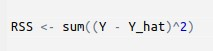 RSS <- sum((Y - Y_hat)^2)